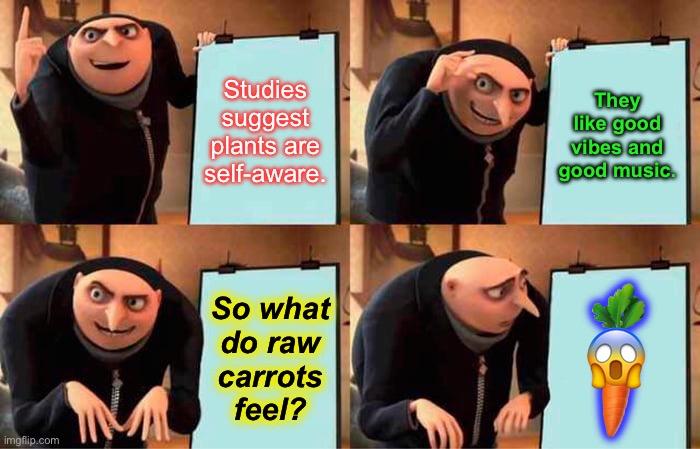 Studies
suggest
plants are
self-aware.
They
like good
vibes and
good music.
So what
do raw
carrots
feel?
imgflip.com